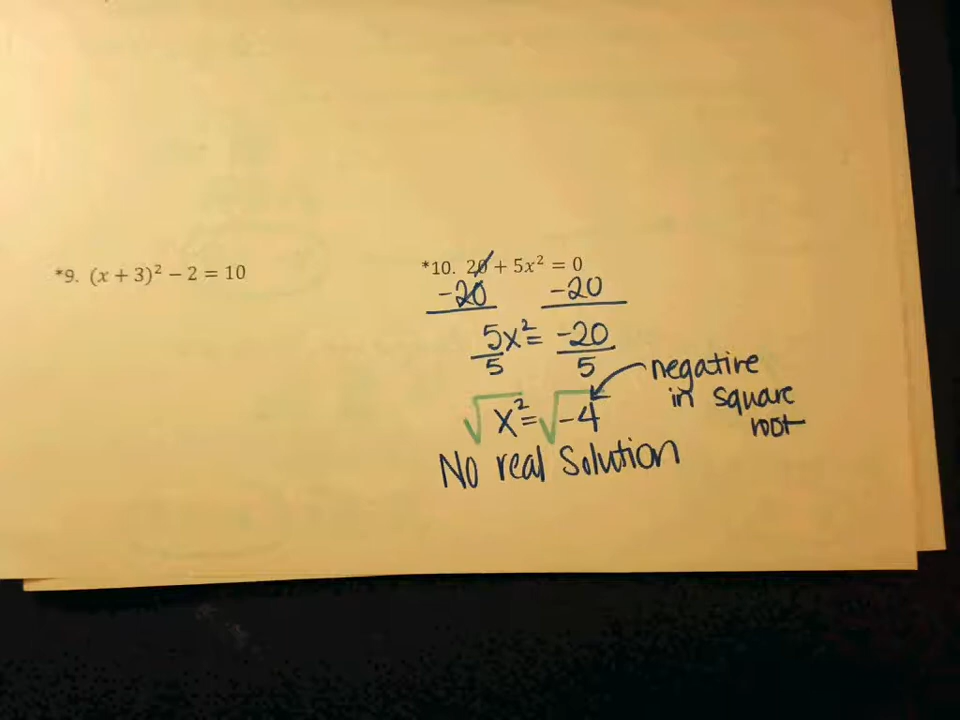 *9. (x + 3)² − 2 = 10
*10. 20 + 5x² = 0
-20 -20
5x² = -20
5 5
√x² = √-4
negative
in square
root
No real Solution